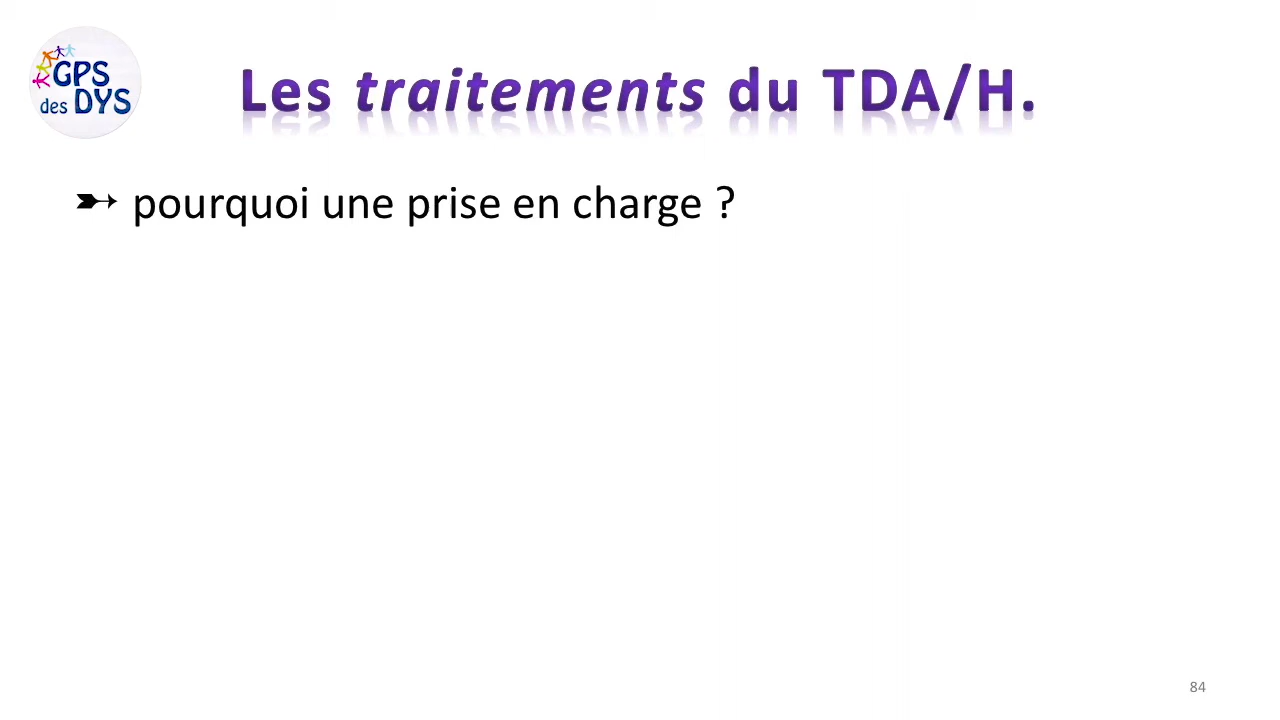 GPS
des DYS
Les traitements du TDA/H.
➵ pourquoi une prise en charge ?
84